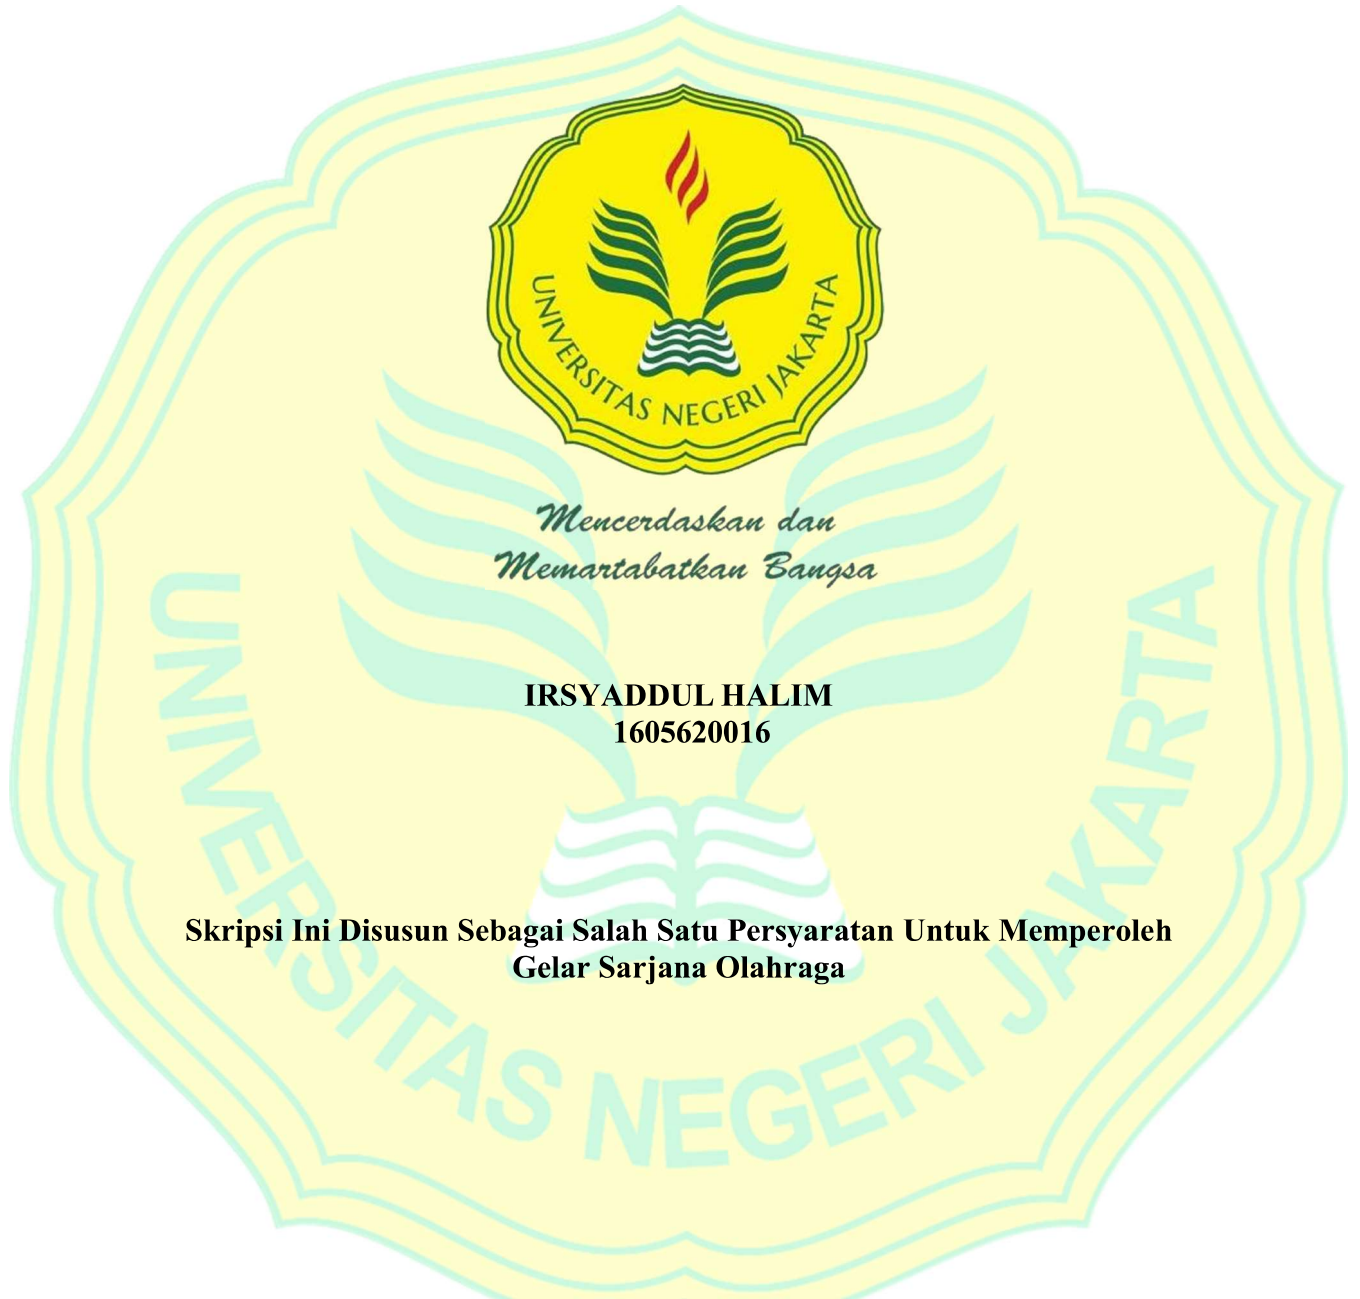 UNIVERSITAS NEGERI JAKARTA
Mencerdaskan dan
Memartabatkan Bangsa
IRSYADDUL HALIM
1605620016
Skripsi Ini Disusun Sebagai Salah Satu Persyaratan Untuk Memperoleh
Gelar Sarjana Olahraga
UNIVERSITAS NEGERI JAKARTA